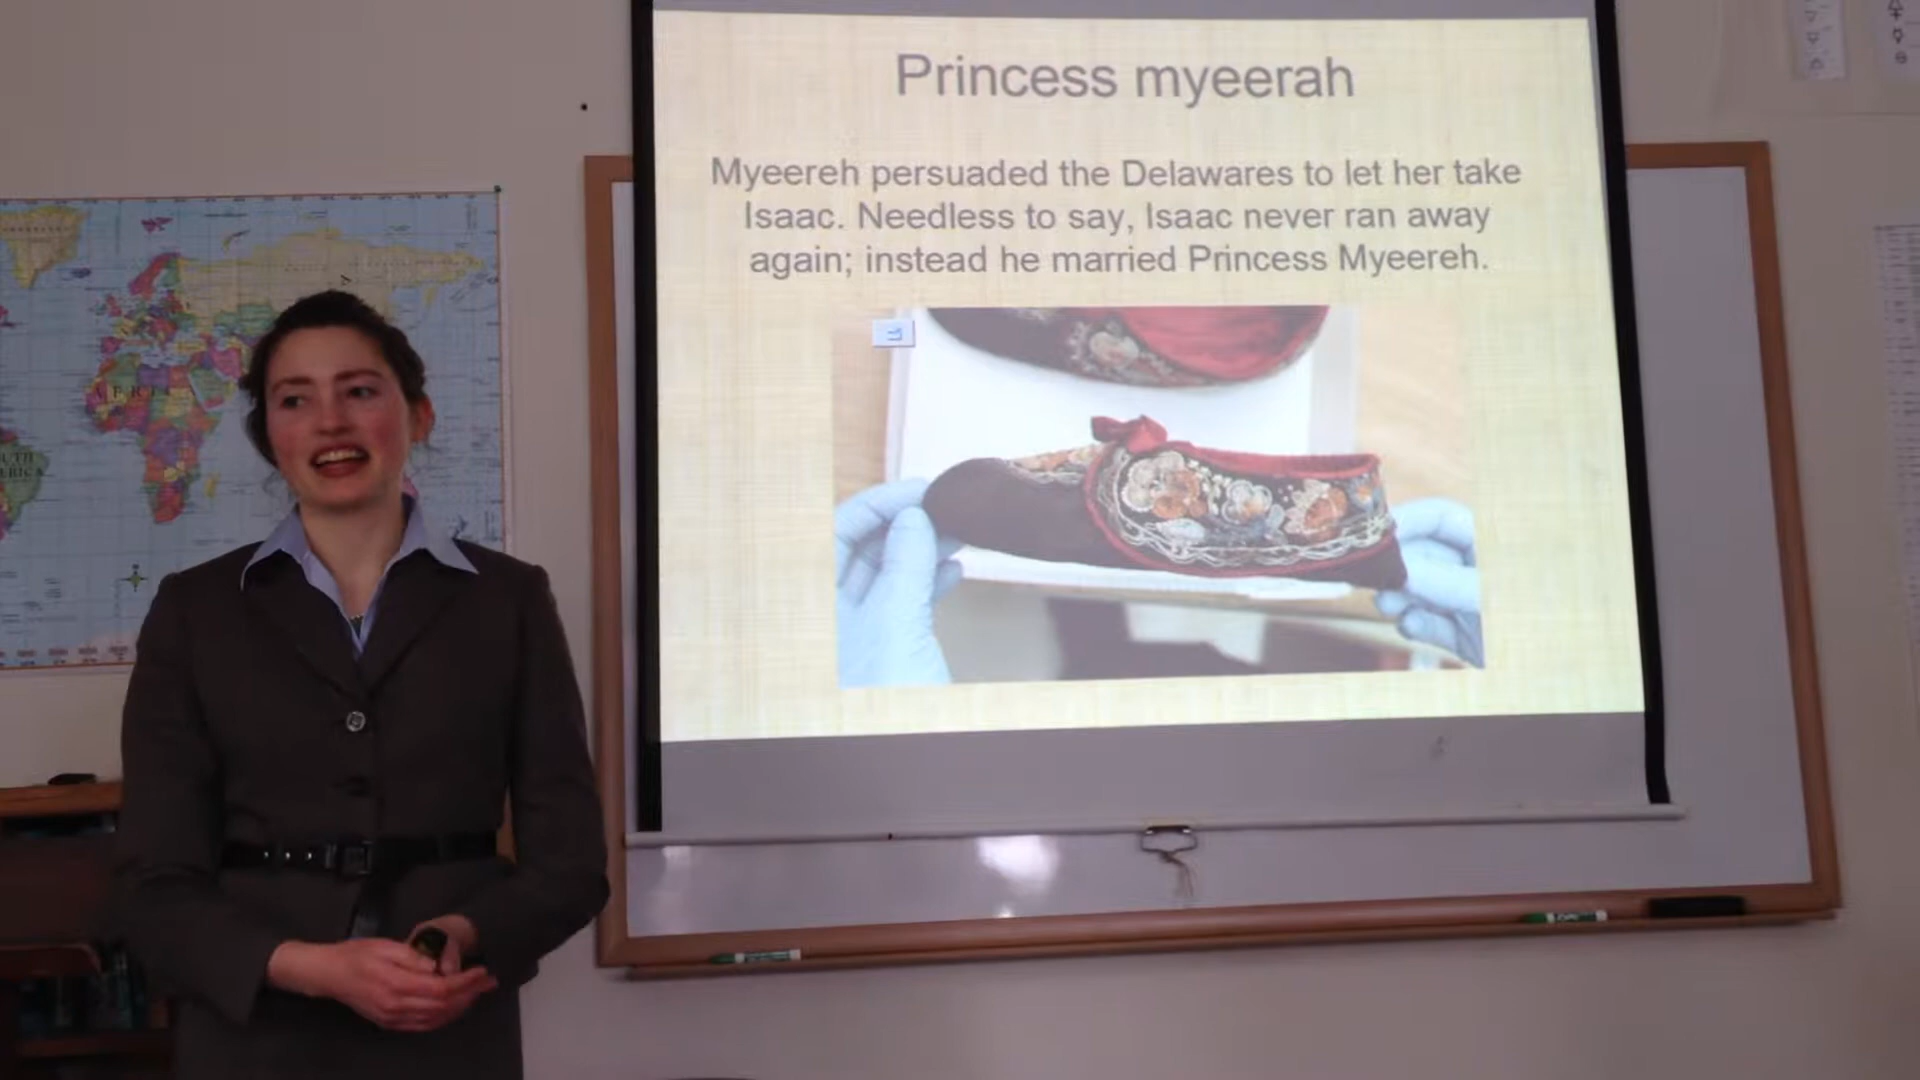 Princess myeerah
Myeereh persuaded the Delawares to let her take
Isaac. Needless to say, Isaac never ran away
again; instead he married Princess Myeereh.
AFRICA